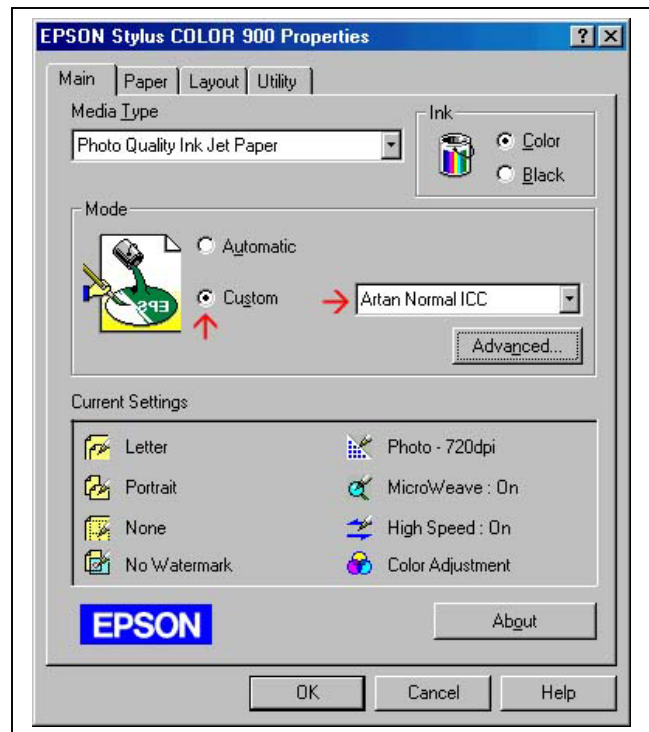 EPSON Stylus COLOR 900 Properties
Main Paper Layout Utility
Media Type
Photo Quality Ink Jet Paper
Ink
Color
Black
Mode
Automatic
Custom
Artan Normal ICC
Advanced...
Current Settings
Letter
Portrait
None
No Watermark
Photo - 720dpi
MicroWeave : On
High Speed : On
Color Adjustment
EPSON
About
OK Cancel Help